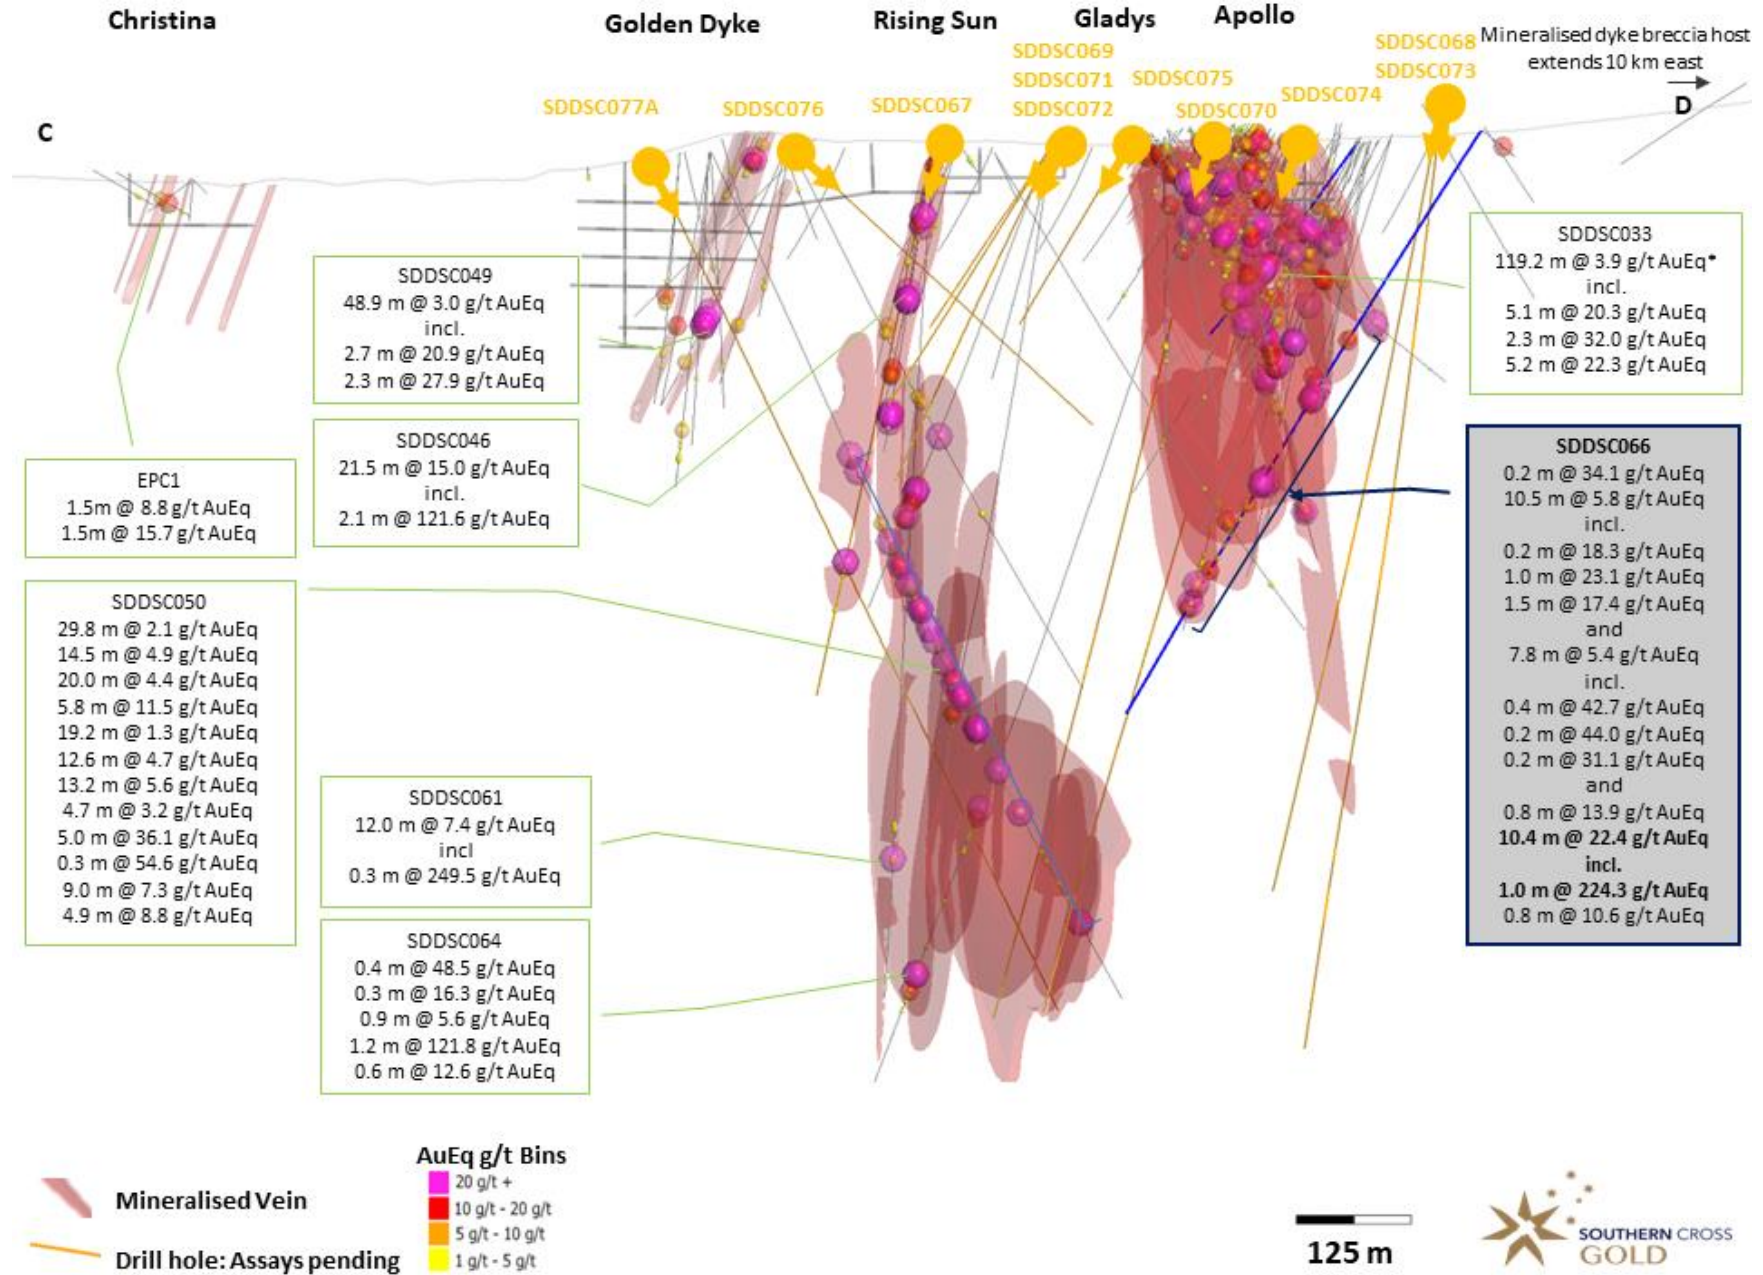 Christina
Golden Dyke
Rising Sun
Gladys
Apollo
SDDSC077A
SDDSC076
SDDSC067
SDDSC069
SDDSC071
SDDSC072
SDDSC075
SDDSC070
SDDSC074
SDDSC068
SDDSC073
Mineralised dyke breccia host
extends 10 km east
C
D
SDDSC049
48.9 m @ 3.0 g/t AuEq
incl.
2.7 m @ 20.9 g/t AuEq
2.3 m @ 27.9 g/t AuEq
SDDSC046
21.5 m @ 15.0 g/t AuEq
incl.
2.1 m @ 121.6 g/t AuEq
EPC1
1.5m @ 8.8 g/t AuEq
1.5m @ 15.7 g/t AuEq
SDDSC050
29.8 m @ 2.1 g/t AuEq
14.5 m @ 4.9 g/t AuEq
20.0 m @ 4.4 g/t AuEq
5.8 m @ 11.5 g/t AuEq
19.2 m @ 1.3 g/t AuEq
12.6 m @ 4.7 g/t AuEq
13.2 m @ 5.6 g/t AuEq
4.7 m @ 3.2 g/t AuEq
5.0 m @ 36.1 g/t AuEq
0.3 m @ 54.6 g/t AuEq
9.0 m @ 7.3 g/t AuEq
4.9 m @ 8.8 g/t AuEq
SDDSC061
12.0 m @ 7.4 g/t AuEq
incl
0.3 m @ 249.5 g/t AuEq
SDDSC064
0.4 m @ 48.5 g/t AuEq
0.3 m @ 16.3 g/t AuEq
0.9 m @ 5.6 g/t AuEq
1.2 m @ 121.8 g/t AuEq
0.6 m @ 12.6 g/t AuEq
SDDSC033
119.2 m @ 3.9 g/t AuEq*
incl.
5.1 m @ 20.3 g/t AuEq
2.3 m @ 32.0 g/t AuEq
5.2 m @ 22.3 g/t AuEq
SDDSC066
0.2 m @ 34.1 g/t AuEq
10.5 m @ 5.8 g/t AuEq
incl.
0.2 m @ 18.3 g/t AuEq
1.0 m @ 23.1 g/t AuEq
1.5 m @ 17.4 g/t AuEq
and
7.8 m @ 5.4 g/t AuEq
incl.
0.4 m @ 42.7 g/t AuEq
0.2 m @ 44.0 g/t AuEq
0.2 m @ 31.1 g/t AuEq
and
0.8 m @ 13.9 g/t AuEq
10.4 m @ 22.4 g/t AuEq
incl.
1.0 m @ 224.3 g/t AuEq
0.8 m @ 10.6 g/t AuEq
Mineralised Vein
Drill hole: Assays pending
AuEq g/t Bins
20 g/t +
10 g/t - 20 g/t
5 g/t - 10 g/t
1 g/t - 5 g/t
125 m
SOUTHERN CROSS
GOLD